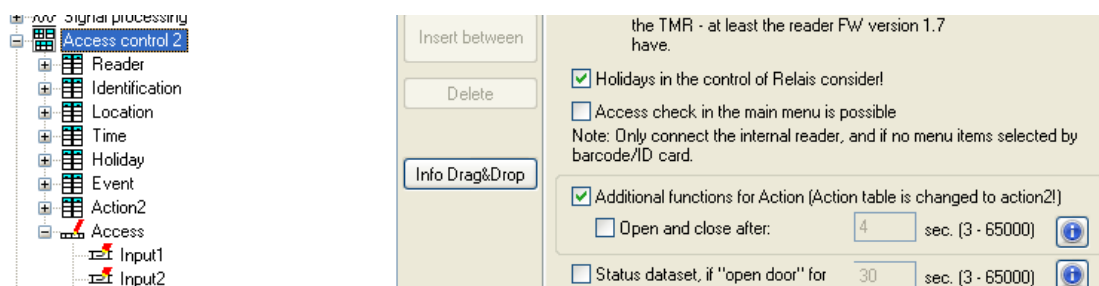 Signal processing
Access control 2
Reader
Identification
Location
Time
Holiday
Event
Action2
Access
Input1
Input2
Insert between
Delete
Info Drag&Drop
the TMR - at least the reader FW version 1.7
have.
Holidays in the control of Relais consider!
Access check in the main menu is possible
Note: Only connect the internal reader, and if no menu items selected by
barcode/ID card.
Additional functions for Action (Action table is changed to action2!)
Open and close after: 4 sec. (3 - 65000)
Status dataset, if "open door" for 30 sec. (3 - 65000)